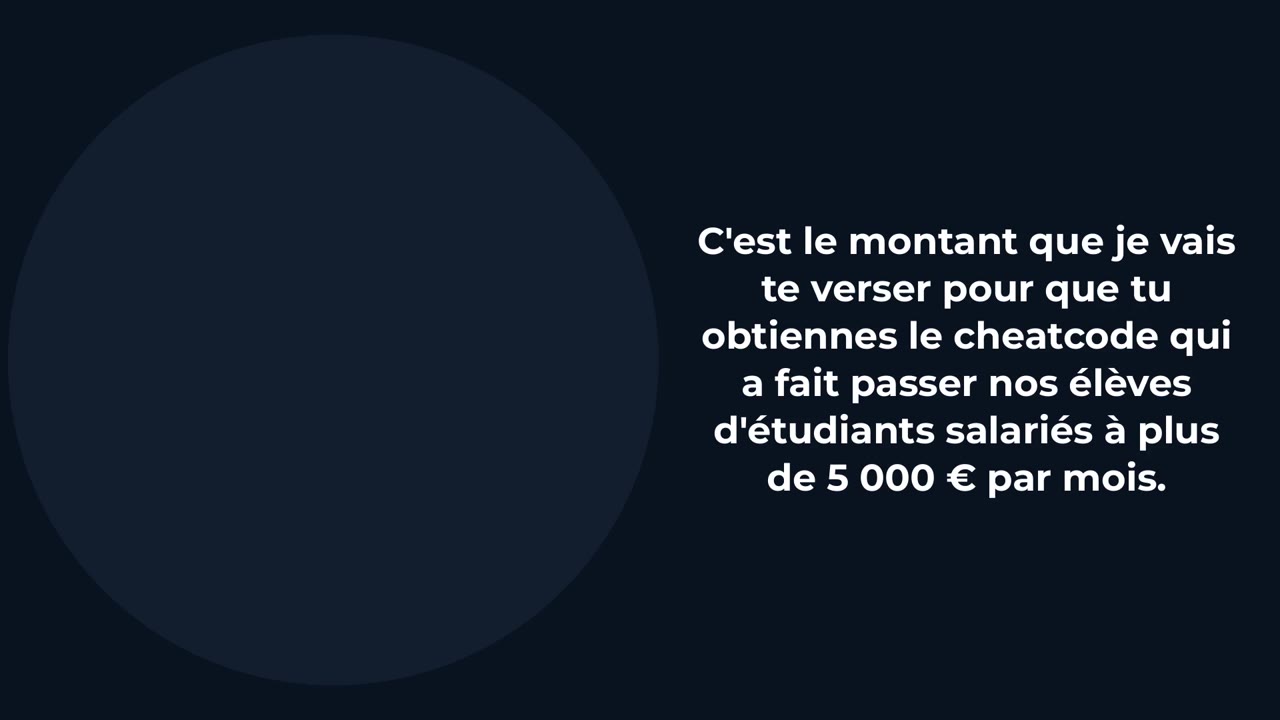 C'est le montant que je vais
te verser pour que tu
obtiennes le cheatcode qui
a fait passer nos élèves
d'étudiants salariés à plus
de 5 000 € par mois.